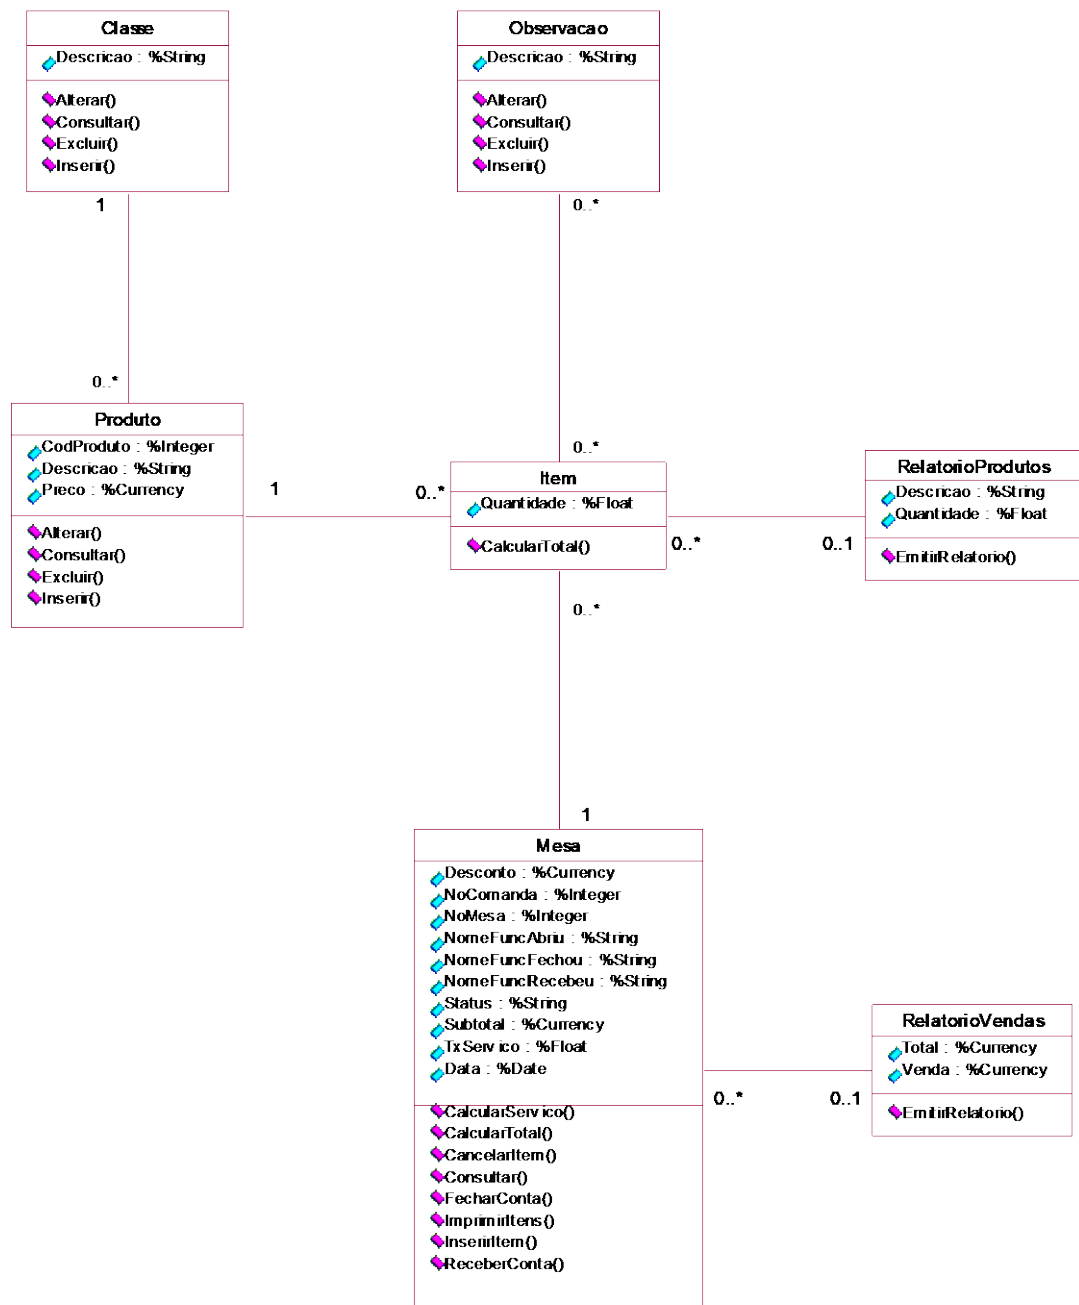 Classe
Descricao : %String
Alterar()
Consultar()
Excluir()
Inserir()
1
Observacao
Descricao : %String
Alterar()
Consultar()
Excluir()
Inserir()
0..*
0..*
Produto
CodProduto : %Integer
Descricao : %String
Preco : %Currency
Alterar()
Consultar()
Excluir()
Inserir()
1
0..*
0..*
Item
Quantidade : %Float
CalcularTotal()
0..*
0..1
0..*
RelatorioProdutos
Descricao : %String
Quantidade : %Float
EmitirRelatorio()
1
Mesa
Desconto : %Currency
NoComanda : %Integer
NoMesa : %Integer
NomeFuncAbriu : %String
NomeFuncFechou : %String
NomeFuncRecebeu : %String
Status : %String
Subtotal : %Currency
TxServico : %Float
Data : %Date
CalcularServico()
CalcularTotal()
CancelarItem()
Consultar()
FecharConta()
ImprimirItens()
InserirItem()
ReceberConta()
0..*
0..1
RelatorioVendas
Total : %Currency
Venda : %Currency
EmitirRelatorio()